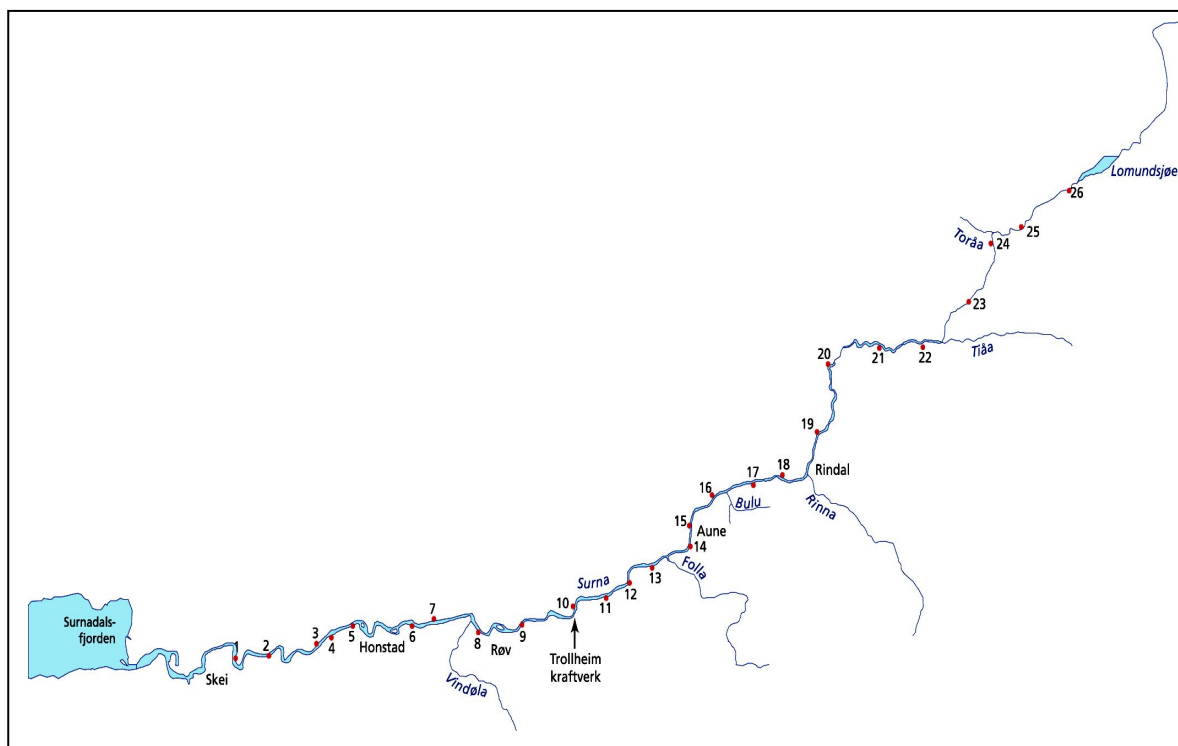 Lomundsjøe
26
Toråa
24
25
23
20
21
22
Tiåa
19
18
Rindal
17
16
Bulu
Rinna
15
Aune
14
Folla
13
Surna
12
11
10
7
Surnadals-
fjorden
5
6
3
4
Honstad
8
9
Røv
1
2
Skei
Trollheim
kraftverk
Vindøla